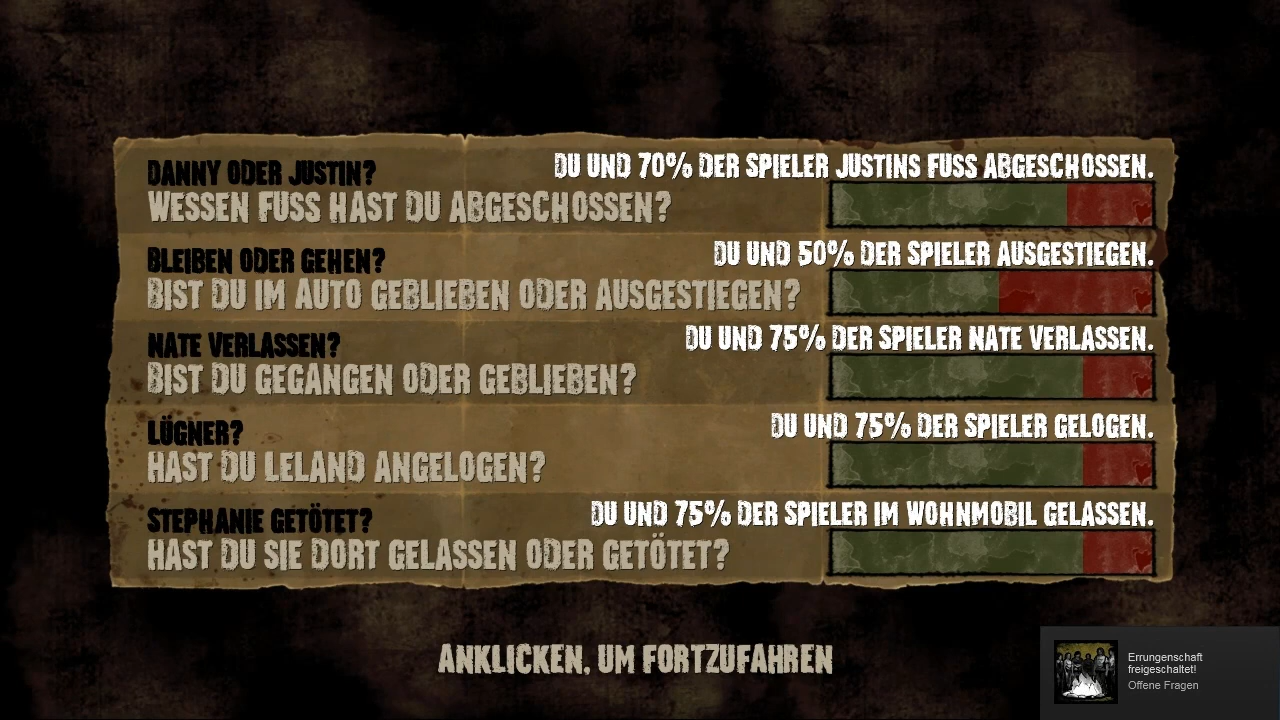 DANNY ODER JUSTIN?
DU UND 70% DER SPIELER JUSTINS FUSS ABGESCHOSSEN.
WESSEN FUSS HAST DU ABGESCHOSSEN?
BLEIBEN ODER GEHEN?
DU UND 50% DER SPIELER AUSGESTIEGEN.
BIST DU IM AUTO GEBLIEBEN ODER AUSGESTIEGEN?
NATE VERLASSEN?
DU UND 75% DER SPIELER NATE VERLASSEN.
BIST DU GEGANGEN ODER GEBLIEBEN?
LÜGNER?
DU UND 75% DER SPIELER GELOGEN.
HAST DU LELAND ANGELOGEN?
STEPHANIE GETÖTET?
DU UND 75% DER SPIELER IM WOHNMOBIL GELASSEN.
HAST DU SIE DORT GELASSEN ODER GETÖTET?
ANKLICKEN, UM FORTZUFAHREN
Errungenschaft
freigeschaltet!
Offene Fragen